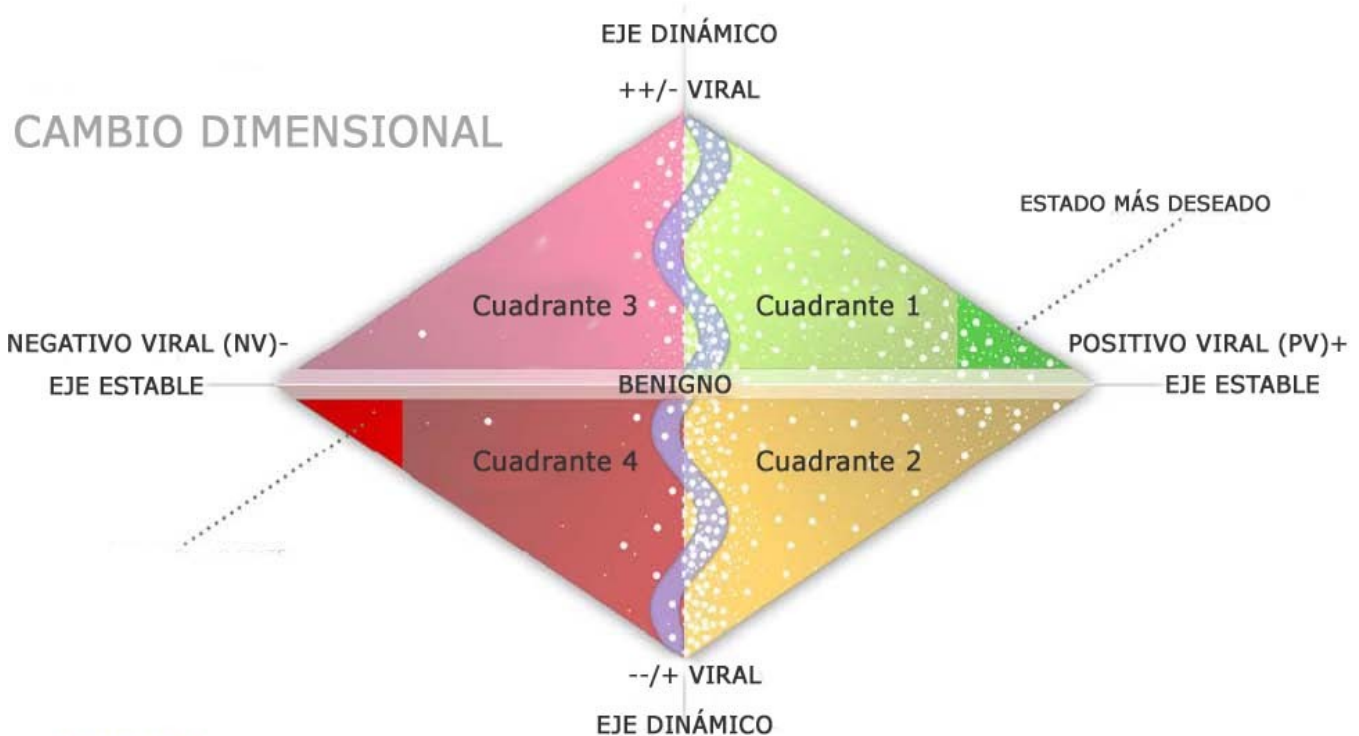 EJE DINÁMICO
++/- VIRAL
CAMBIO DIMENSIONAL
ESTADO MÁS DESEADO
Cuadrante 3
Cuadrante 1
NEGATIVO VIRAL (NV)-
POSITIVO VIRAL (PV)+
EJE ESTABLE
BENIGNO
EJE ESTABLE
Cuadrante 4
Cuadrante 2
--/+ VIRAL
EJE DINÁMICO